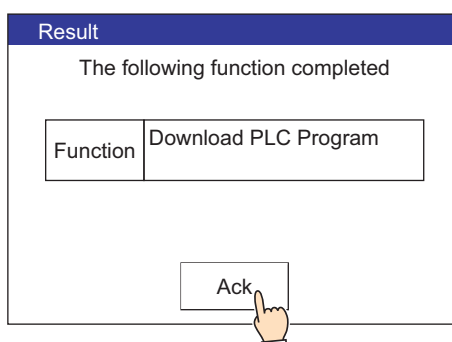 Result
The following function completed
Function
Download PLC Program
Ack